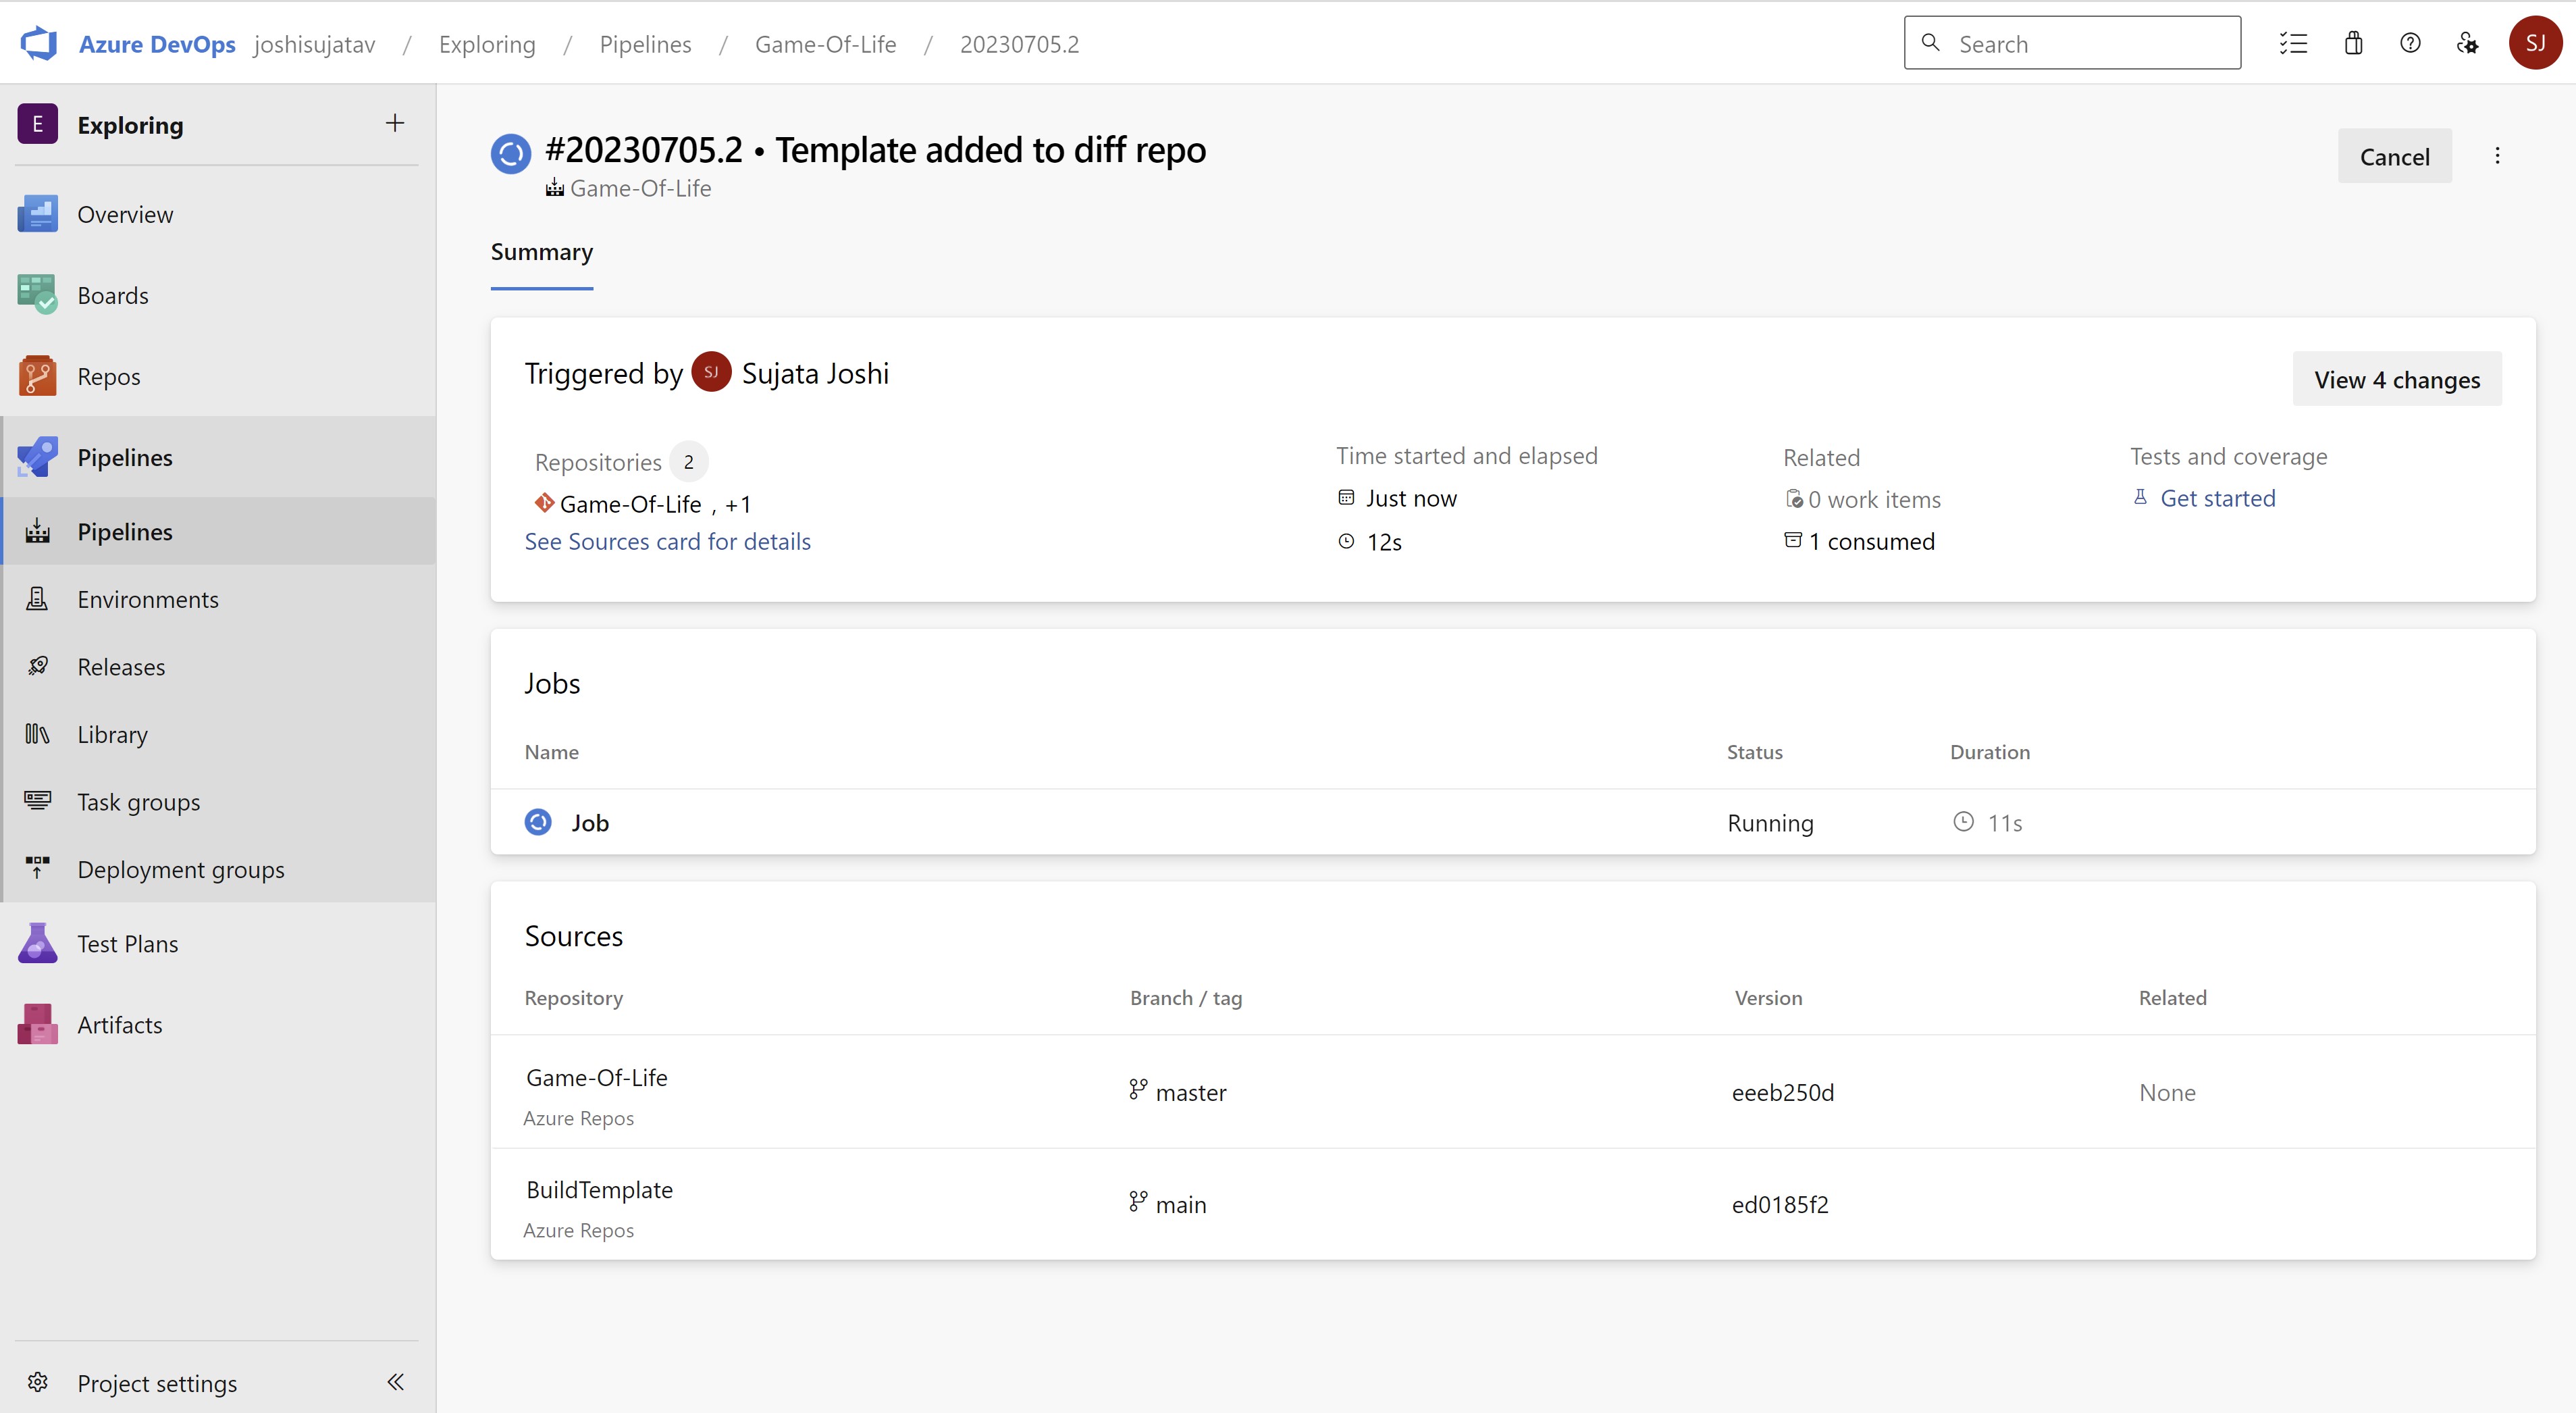 Azure DevOps joshisujatav / Exploring / Pipelines / Game-Of-Life / 20230705.2
Search
SJ
E Exploring
Overview
Boards
Repos
Pipelines
Pipelines
Environments
Releases
Library
Task groups
Deployment groups
Test Plans
Artifacts
Project settings
#20230705.2 • Template added to diff repo
Game-Of-Life
Cancel
Summary
Triggered by SJ Sujata Joshi
View 4 changes
Repositories 2
Game-Of-Life , +1
See Sources card for details
Time started and elapsed
Just now
12s
Related
0 work items
1 consumed
Tests and coverage
Get started
Jobs
Name Status Duration
Job Running 11s
Sources
Repository Branch / tag Version Related
Game-Of-Life
Azure Repos
master eeeb250d None
BuildTemplate
Azure Repos
main ed0185f2